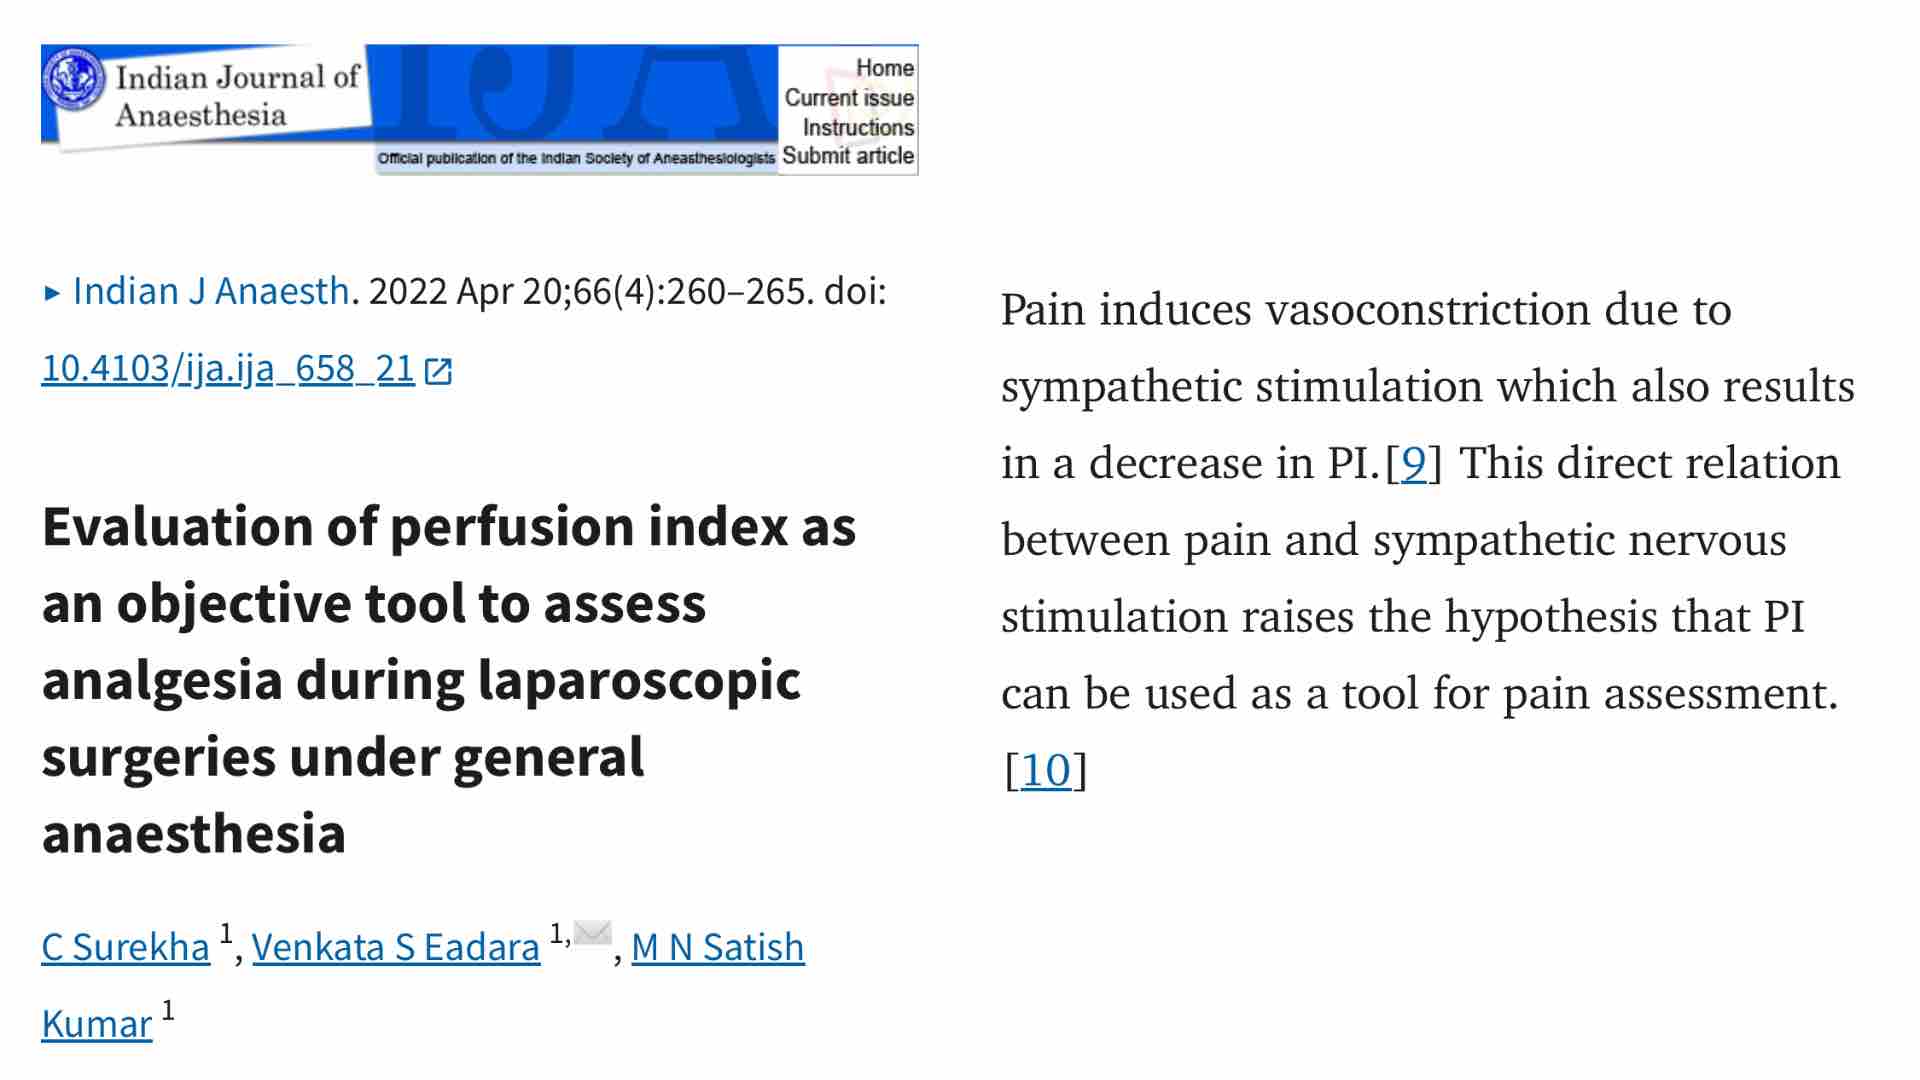 Indian Journal of
Anaesthesia
IJA
Home
Current issue
Instructions
Submit article
Official publication of the Indian Society of Aneasthesiologists
▸ Indian J Anaesth. 2022 Apr 20;66(4):260–265. doi:
10.4103/ija.ija_658_21
Evaluation of perfusion index as
an objective tool to assess
analgesia during laparoscopic
surgeries under general
anaesthesia
C Surekha 1, Venkata S Eadara 1,, M N Satish
Kumar 1
Pain induces vasoconstriction due to
sympathetic stimulation which also results
in a decrease in PI.[9] This direct relation
between pain and sympathetic nervous
stimulation raises the hypothesis that PI
can be used as a tool for pain assessment.
[10]